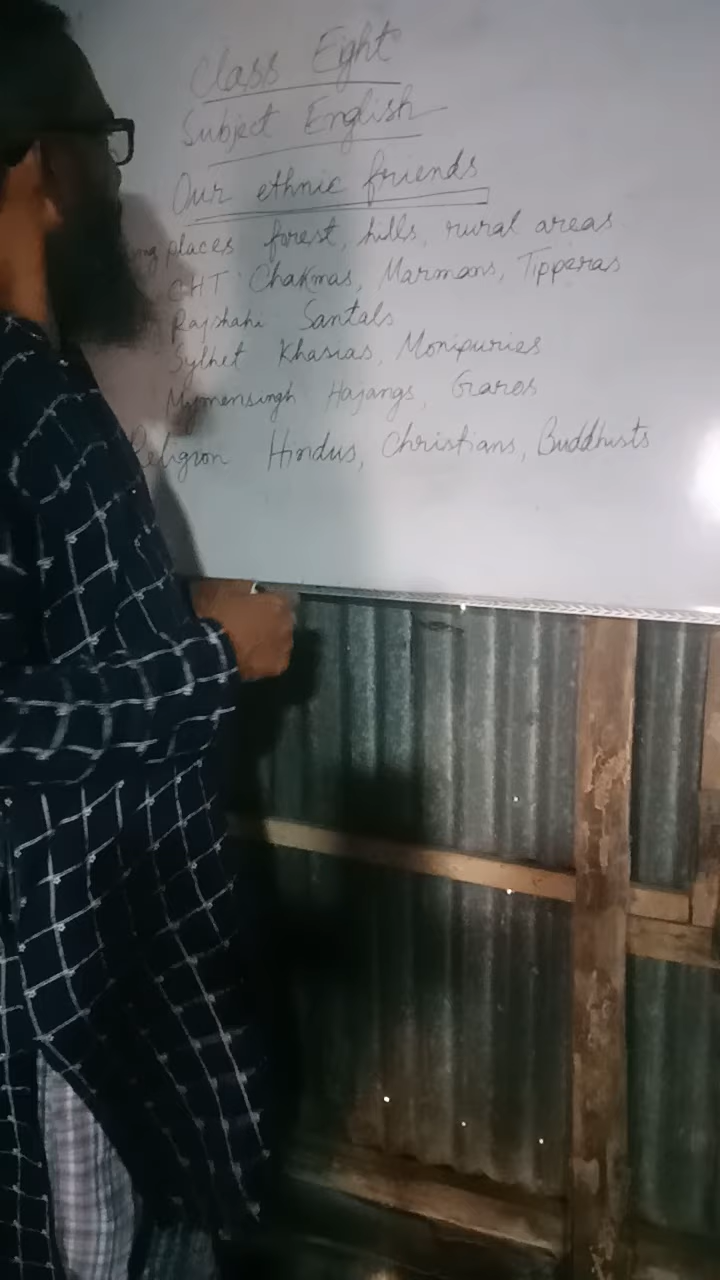 Class Eight
Subject English
Our ethnic friends
places forest, hills, rural areas
CHT Chakmas, Marmans, Tipperas
Rajshahi Santals
Sylhet Khasias, Monipuries
Mymensingh Hajangs, Garos
Religion Hindus, Christians, Buddhists